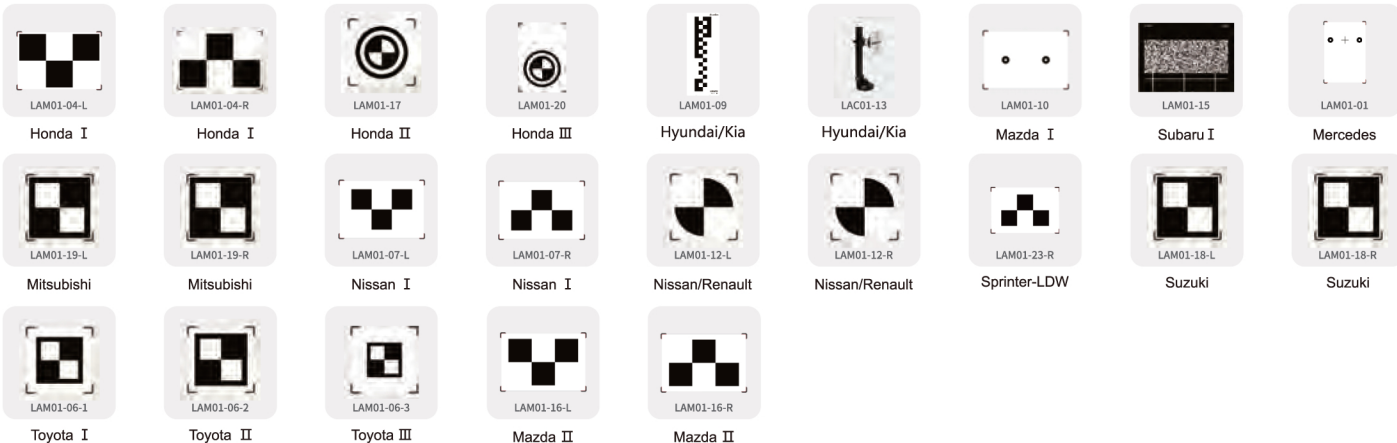 LAM01-04-L
LAM01-04-R
LAM01-17
LAM01-20
LAM01-09
LAC01-13
LAM01-10
LAM01-15
LAM01-01
Honda Ⅰ
Honda Ⅰ
Honda Ⅱ
Honda Ⅲ
Hyundai/Kia
Hyundai/Kia
Mazda Ⅰ
Subaru Ⅰ
Mercedes
LAM01-19-L
LAM01-19-R
LAM01-07-L
LAM01-07-R
LAM01-12-L
LAM01-12-R
LAM01-23-R
LAM01-18-L
LAM01-18-R
Mitsubishi
Mitsubishi
Nissan Ⅰ
Nissan Ⅰ
Nissan/Renault
Nissan/Renault
Sprinter-LDW
Suzuki
Suzuki
LAM01-06-1
LAM01-06-2
LAM01-06-3
LAM01-16-L
LAM01-16-R
Toyota Ⅰ
Toyota Ⅱ
Toyota Ⅲ
Mazda Ⅱ
Mazda Ⅱ